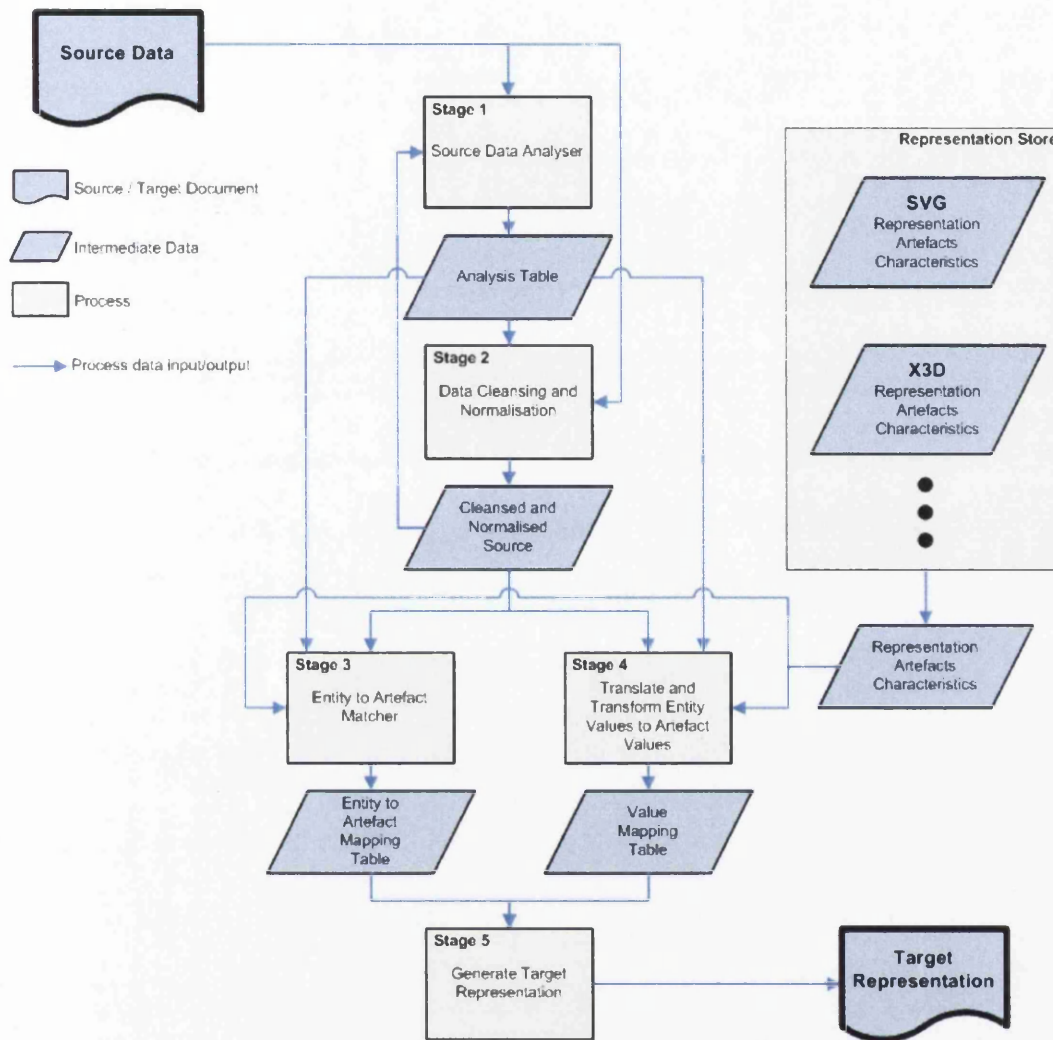 Source Data
Stage 1
Source Data Analyser
Representation Store
Source / Target Document
SVG
Representation
Artefacts
Characteristics
Intermediate Data
Analysis Table
Process
Stage 2
Process data input/output
Data Cleansing and
Normalisation
X3D
Representation
Artefacts
Characteristics
Cleansed and
Normalised
Source
Stage 3
Entity to Artefact
Matcher
Stage 4
Translate and
Transform Entity
Values to Artefact
Values
Representation
Artefacts
Characteristics
Entity to
Artefact
Mapping
Table
Value
Mapping
Table
Stage 5
Generate Target
Representation
Target
Representation